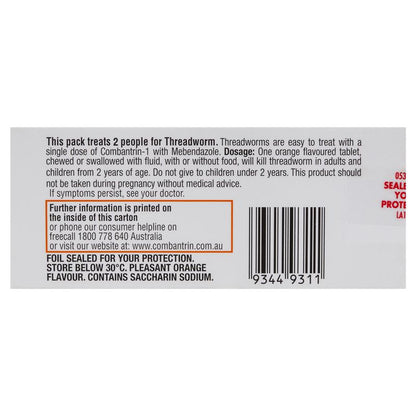 This pack treats 2 people for Threadworm. Threadworms are easy to treat with a
single dose of Combantrin-1 with Mebendazole. Dosage: One orange flavoured tablet,
chewed or swallowed with fluid, with or without food, will kill threadworm in adults and
children from 2 years of age. Do not give to children under 2 years. This product should
not be taken during pregnancy without medical advice.
If symptoms persist, see your doctor.
Further information is printed on
the inside of this carton
or phone our consumer helpline on
freecall 1800 778 640 Australia
or visit our website at: www.combantrin.com.au
FOIL SEALED FOR YOUR PROTECTION.
STORE BELOW 30°C. PLEASANT ORANGE
FLAVOUR. CONTAINS SACCHARIN SODIUM.
9344 9311
053
SEALE
YO
PROTE